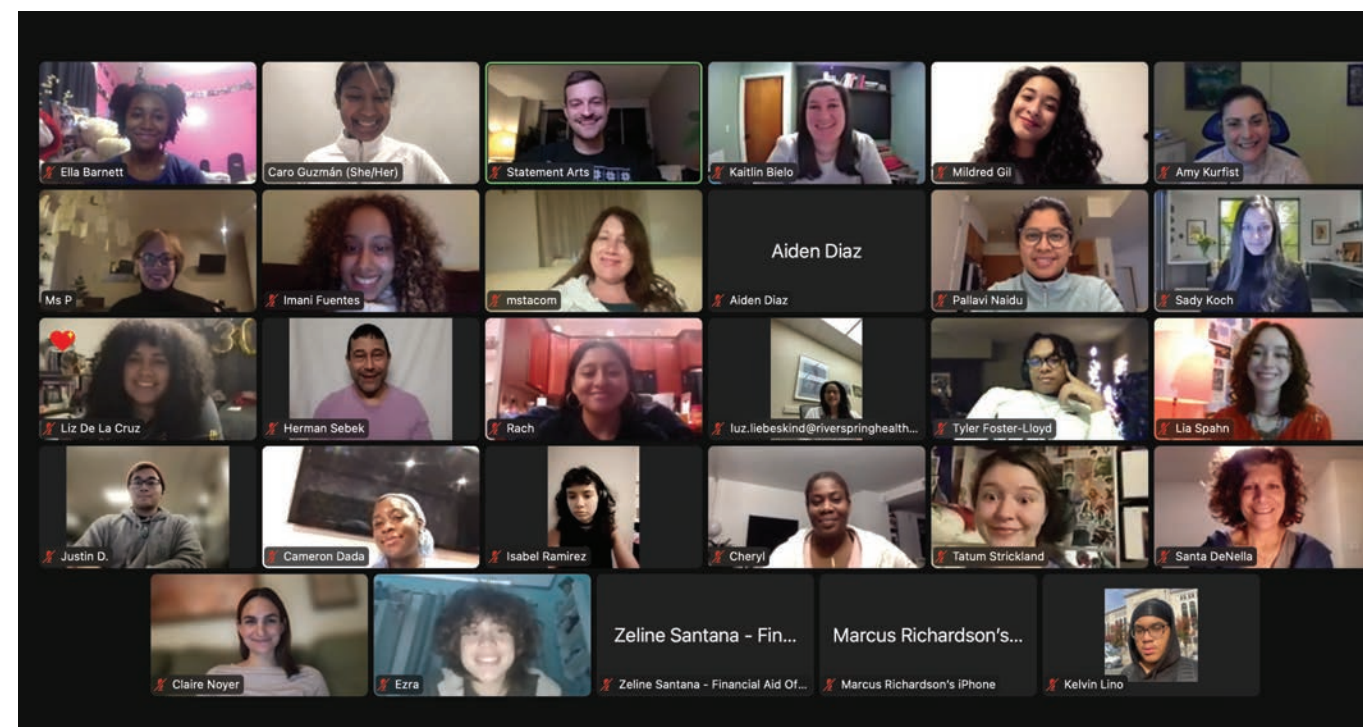 Ella Barnett
Caro Guzmán (She/Her)
Statement Arts
Kaitlin Bielo
Mildred Gil
Amy Kurfist
Ms P
Imani Fuentes
mstacom
Aiden Diaz
Aiden Diaz
Pallavi Naidu
Sady Koch
30
Liz De La Cruz
Herman Sebek
Rach
luz.liebeskind@riverspringhealth...
Tyler Foster-Lloyd
Lia Spahn
Justin D.
Cameron Dada
Isabel Ramirez
Cheryl
Tatum Strickland
Santa DeNella
Claire Noyer
Ezra
Zeline Santana - Fin...
Zeline Santana - Financial Aid Of...
Marcus Richardson's...
Marcus Richardson's iPhone
Kelvin Lino